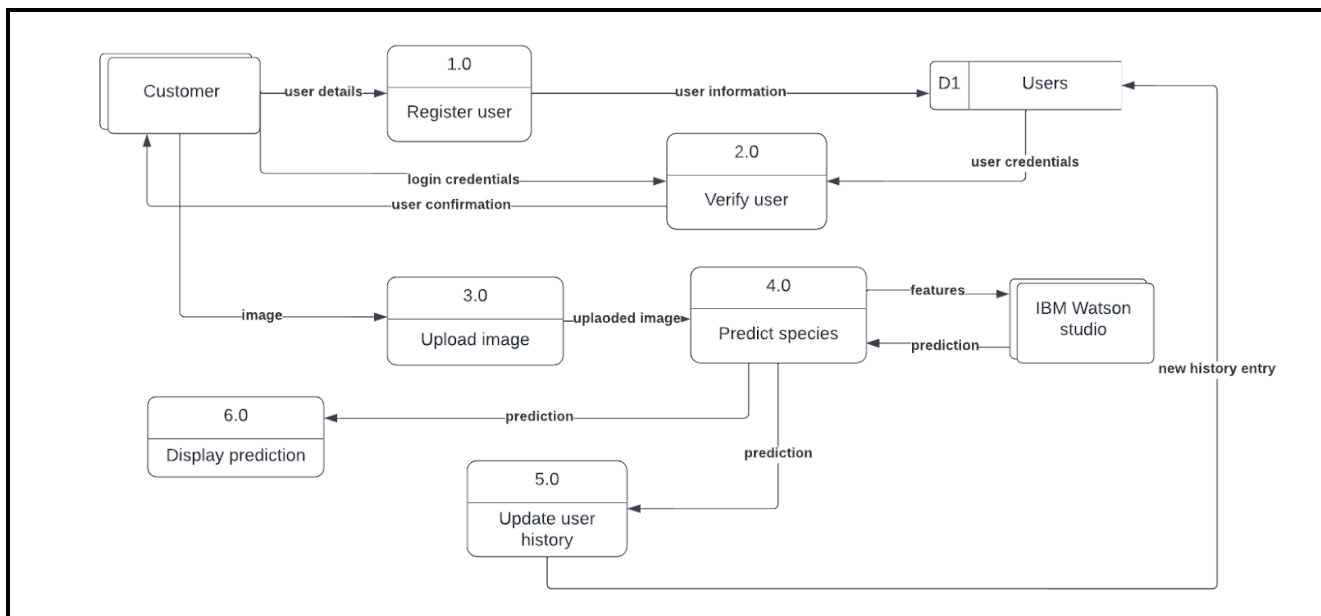 1.0
Customer
user details
Register user
user information
D1
Users
2.0
user credentials
login credentials
Verify user
user confirmation
3.0
4.0
features
IBM Watson
studio
image
Upload image
uplaoded image
Predict species
prediction
new history entry
6.0
prediction
Display prediction
prediction
5.0
Update user
history